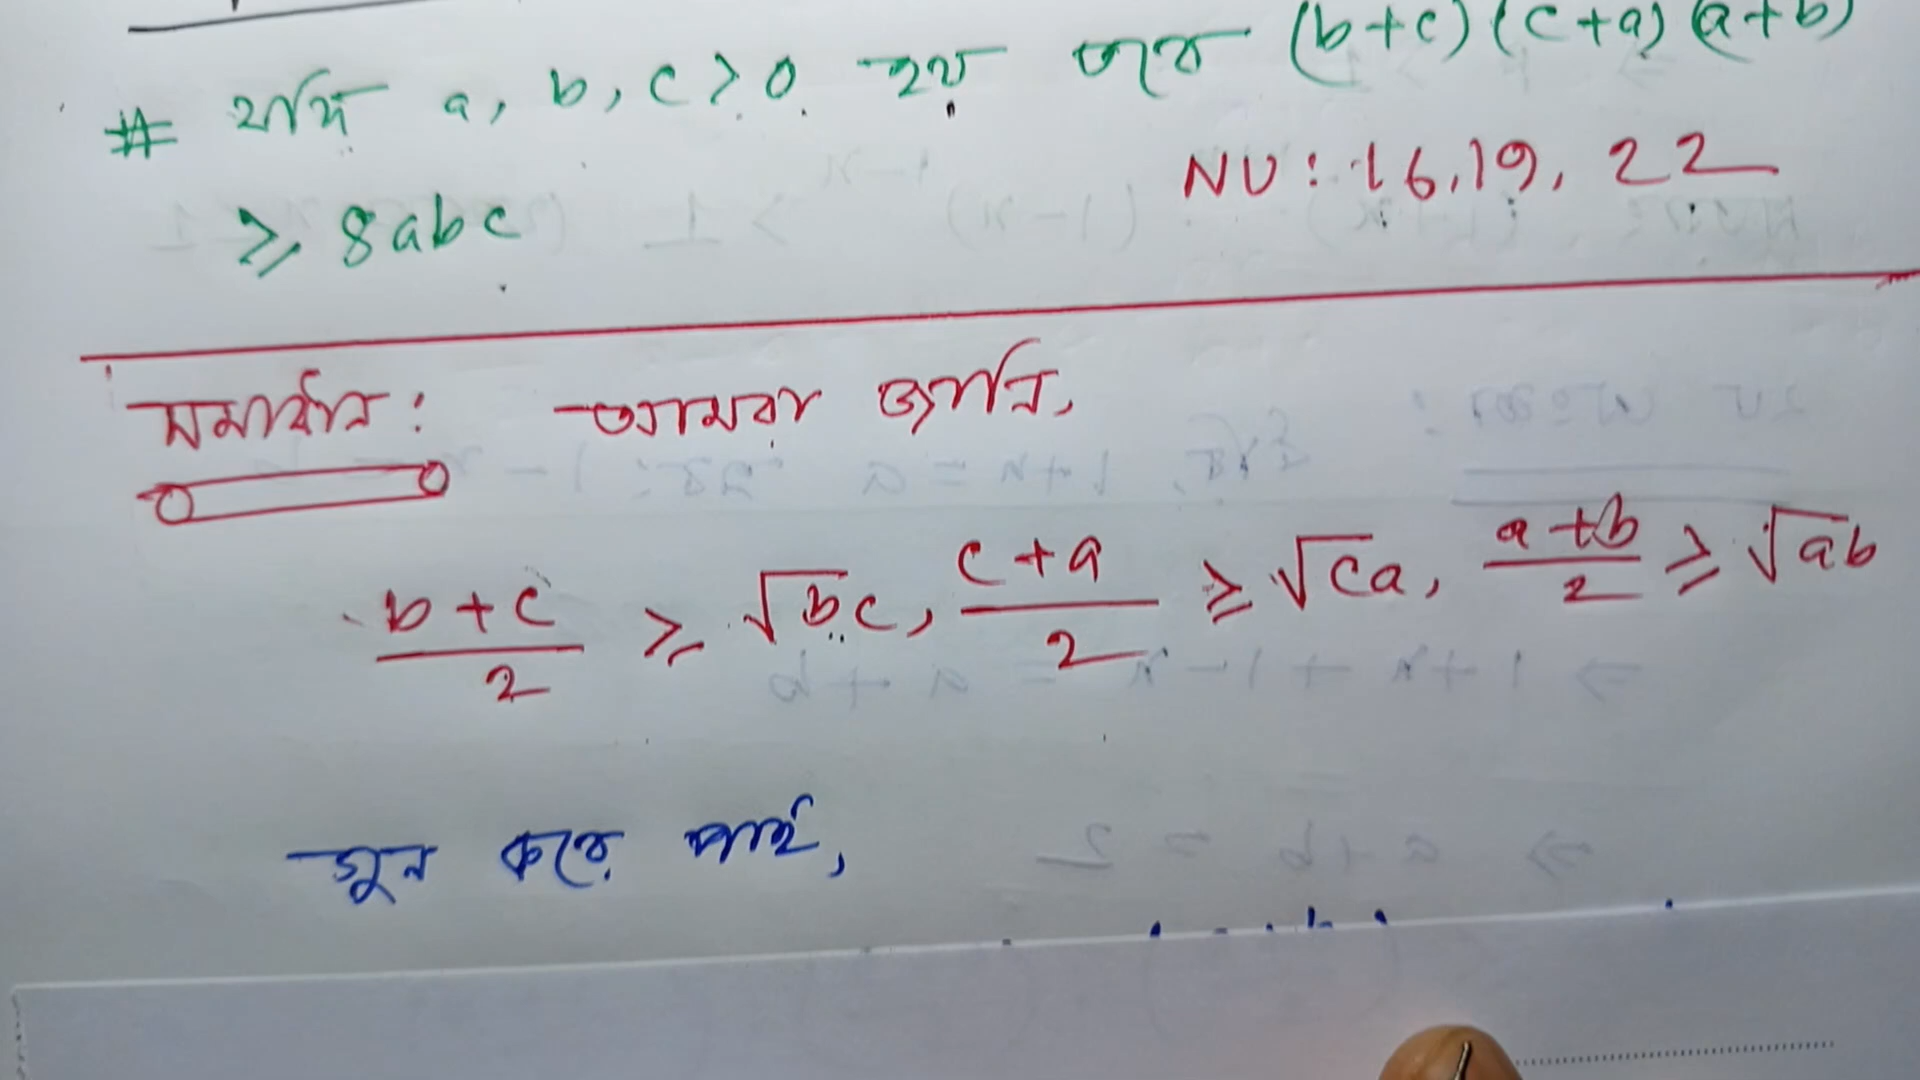 # যদি a, b, c > 0 হয় তবে (b+c)(c+a)(a+b)
≥ 8abc
NU : 16, 19, 22
সমাধান : আমরা জানি,
(b+c)/2 ≥ √bc, (c+a)/2 ≥ √ca, (a+b)/2 ≥ √ab
গুন করে পাই,